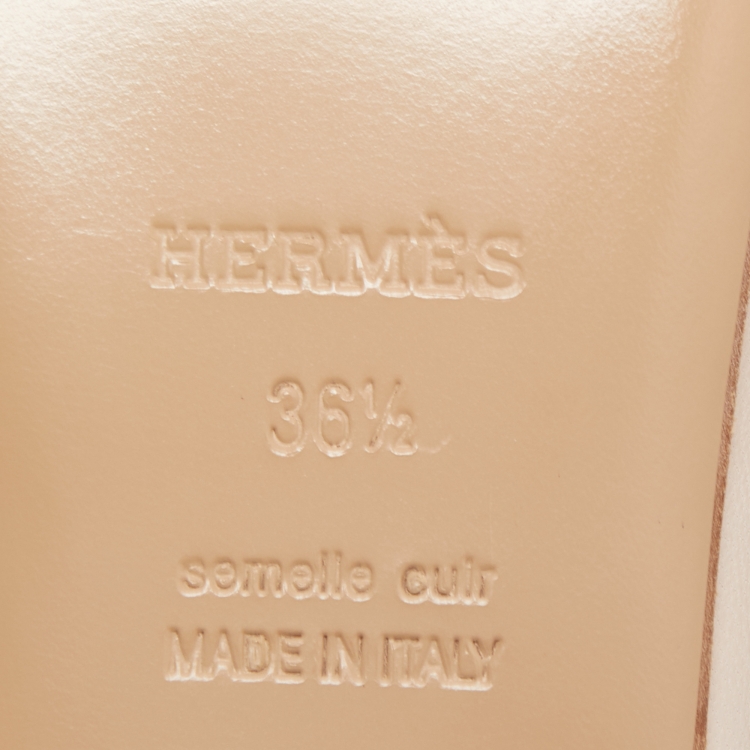 HERMÈS
36½
semelle cuir
MADE IN ITALY